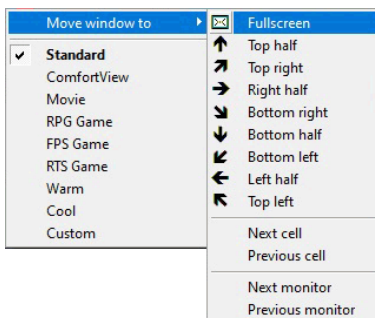 Move window to
Standard
ComfortView
Movie
RPG Game
FPS Game
RTS Game
Warm
Cool
Custom
Fullscreen
Top half
Top right
Right half
Bottom right
Bottom half
Bottom left
Left half
Top left
Next cell
Previous cell
Next monitor
Previous monitor